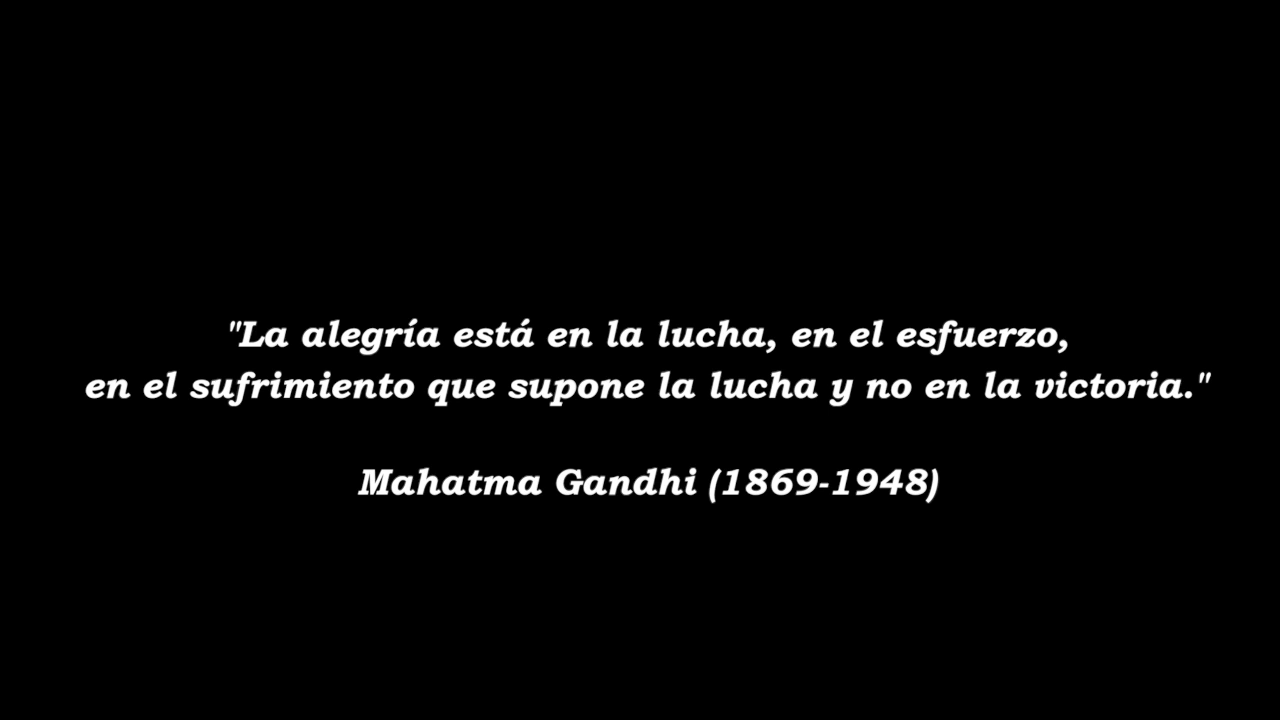 "La alegría está en la lucha, en el esfuerzo,
en el sufrimiento que supone la lucha y no en la victoria."
Mahatma Gandhi (1869-1948)